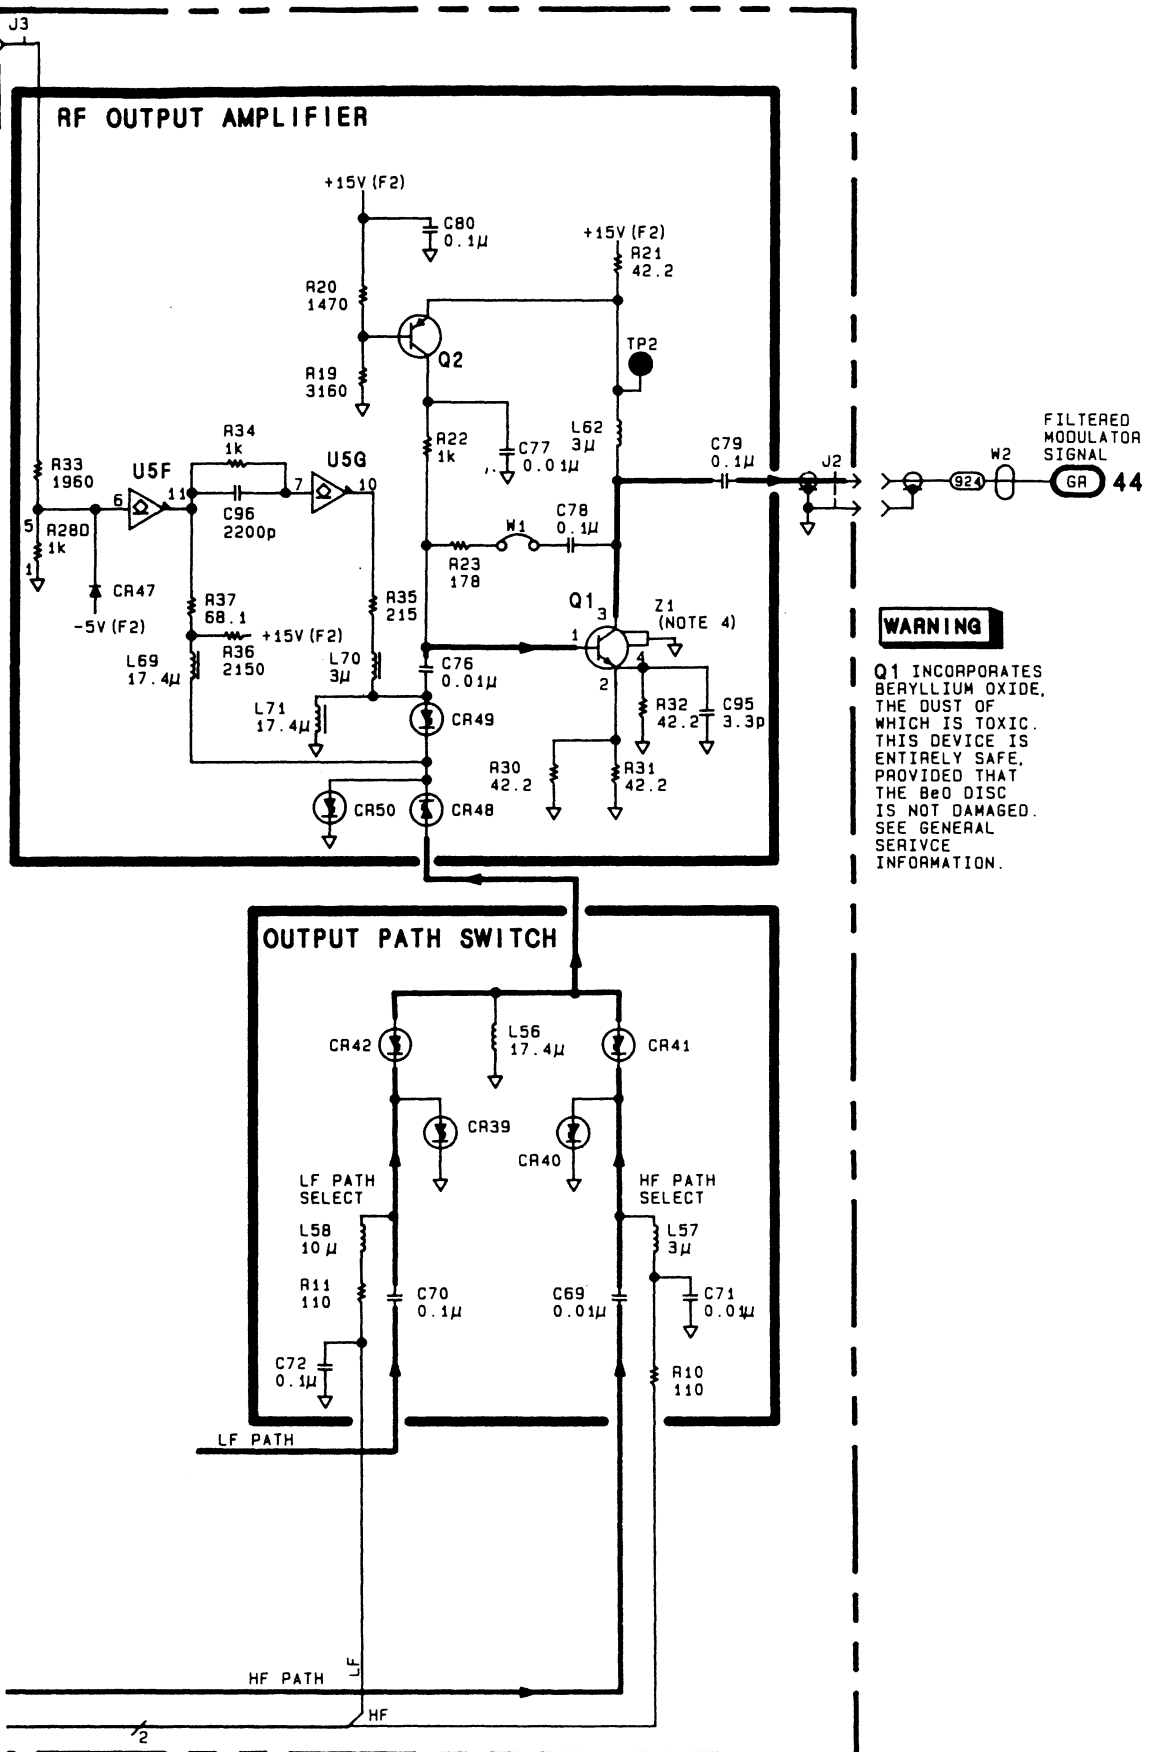 J3
RF OUTPUT AMPLIFIER
+15V(F2)
C80
0.1µ
+15V(F2)
R21
42.2
R20
1470
Q2
TP2
R19
3160
R34
1k
R22
1k
C77
0.01µ
L62
3µ
C79
0.1µ
J2
W2
FILTERED
MODULATOR
SIGNAL
924
GR
44
R33
1960
U5F
6
11
C96
2200p
U5G
7
10
5
R28D
1k
1
CR47
-5V(F2)
W1
C78
0.1µ
R23
178
R37
68.1
+15V(F2)
R36
2150
L69
17.4µ
R35
215
L70
3µ
Q1
3
1
4
2
Z1
(NOTE 4)
C76
0.01µ
L71
17.4µ
CR49
R32
42.2
C95
3.3p
R30
42.2
R31
42.2
CR50
CR48
WARNING
Q1 INCORPORATES
BERYLLIUM OXIDE,
THE DUST OF
WHICH IS TOXIC.
THIS DEVICE IS
ENTIRELY SAFE,
PROVIDED THAT
THE BeO DISC
IS NOT DAMAGED.
SEE GENERAL
SERIVCE
INFORMATION.
OUTPUT PATH SWITCH
CR42
L56
17.4µ
CR41
CR39
CR40
LF PATH
SELECT
HF PATH
SELECT
L58
10µ
L57
3µ
R11
110
C70
0.1µ
C69
0.01µ
C71
0.01µ
C72
0.1µ
R10
110
LF PATH
LF
HF PATH
HF
2